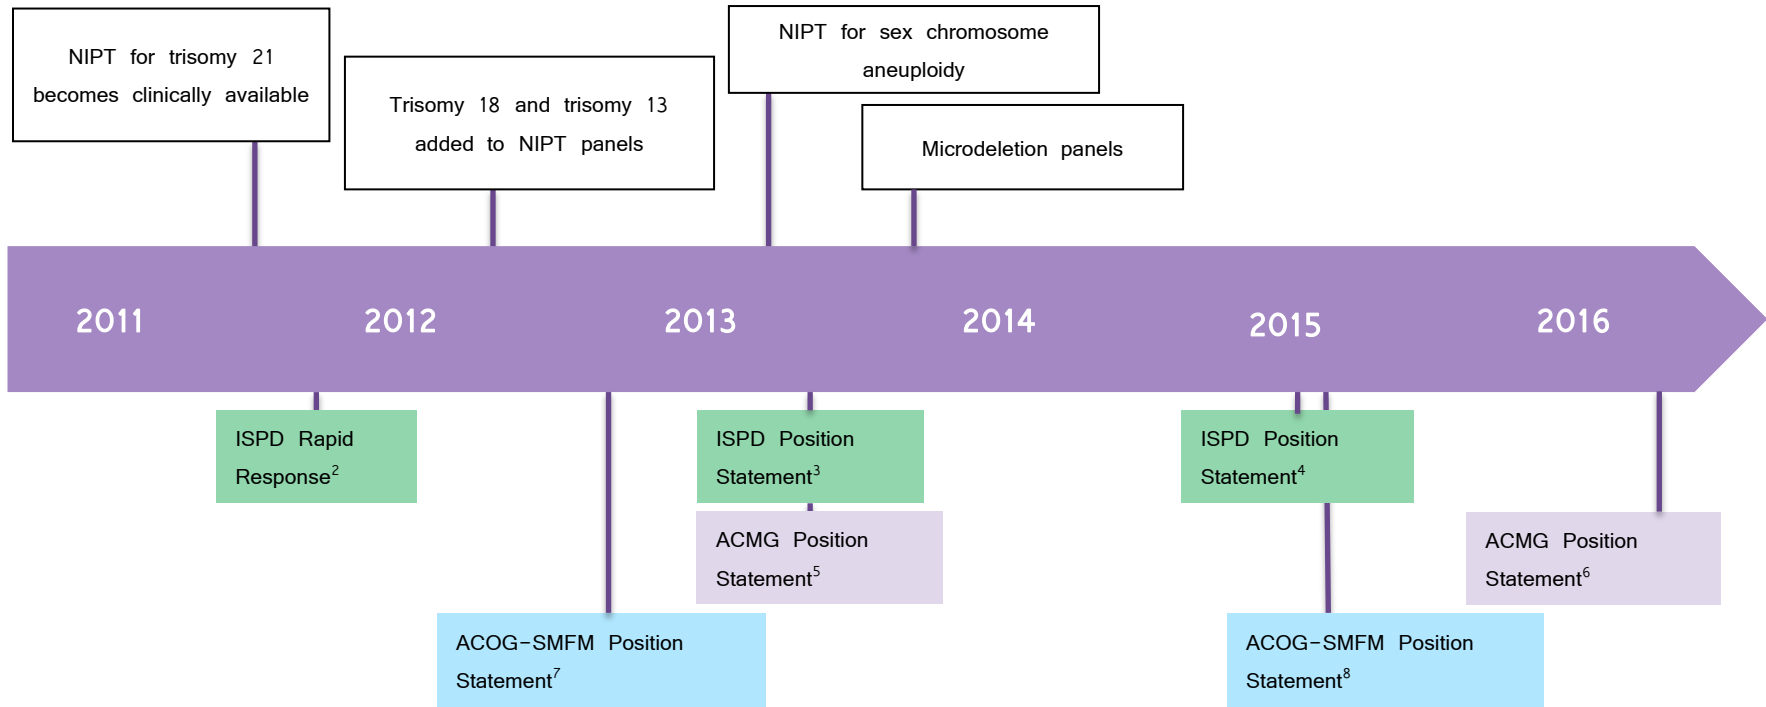 NIPT for trisomy 21
becomes clinically available
Trisomy 18 and trisomy 13
added to NIPT panels
NIPT for sex chromosome
aneuploidy
Microdeletion panels
2011
2012
2013
2014
2015
2016
ISPD Rapid
Response²
ISPD Position
Statement³
ISPD Position
Statement⁴
ACMG Position
Statement⁵
ACMG Position
Statement⁶
ACOG-SMFM Position
Statement⁷
ACOG-SMFM Position
Statement⁸